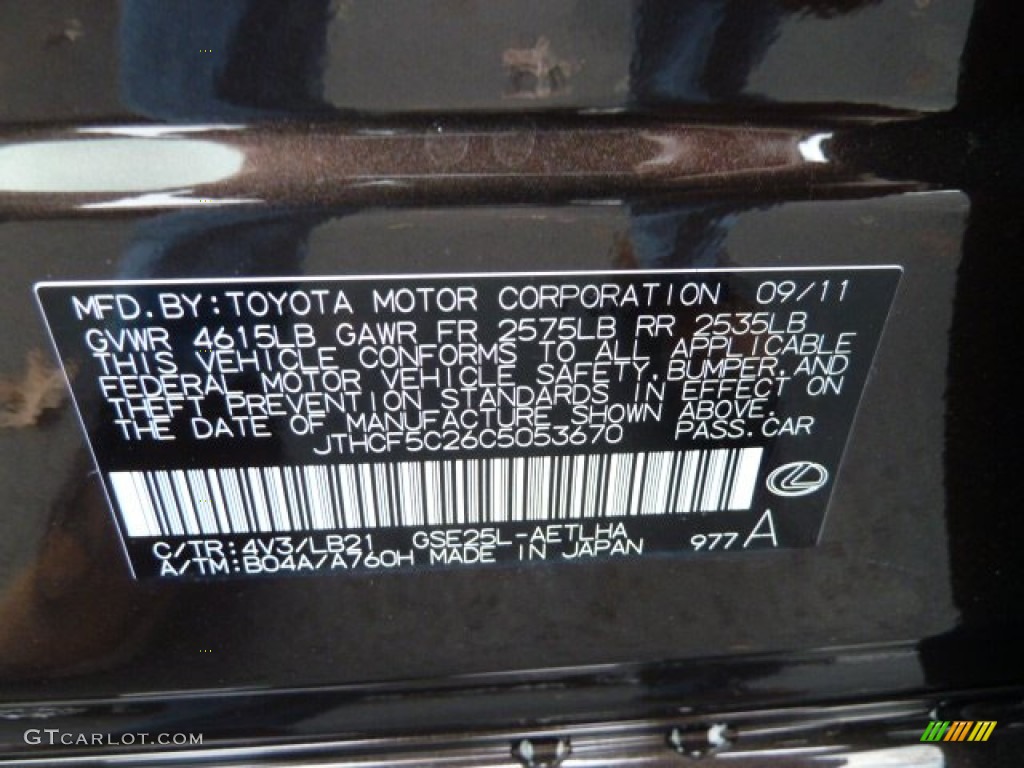 MFD.BY:TOYOTA MOTOR CORPORATION 09/11
GVWR 4615LB GAWR FR 2575LB RR 2535LB
THIS VEHICLE CONFORMS TO ALL APPLICABLE
FEDERAL MOTOR VEHICLE SAFETY,BUMPER,AND
THEFT PREVENTION STANDARDS IN EFFECT ON
THE DATE OF MANUFACTURE SHOWN ABOVE.
JTHCF5C26C5053670 PASS.CAR
C/TR:4V3/LB21 GSE25L-AETLHA
A/TM:B04A/A760H MADE IN JAPAN 977A
GTCARLOT.COM